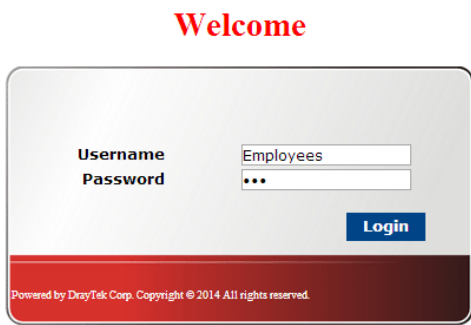 Welcome
Username Employees
Password •••
Login
Powered by DrayTek Corp. Copyright © 2014 All rights reserved.